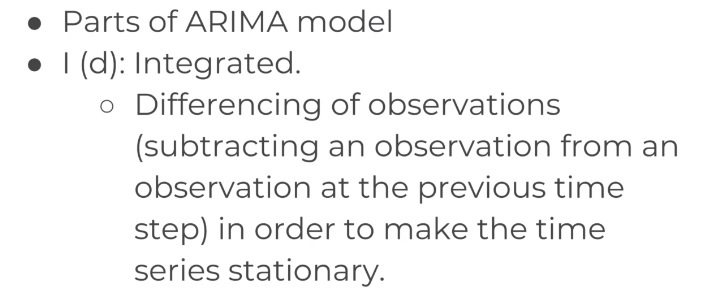 ● Parts of ARIMA model
● I (d): Integrated.
○ Differencing of observations
(subtracting an observation from an
observation at the previous time
step) in order to make the time
series stationary.